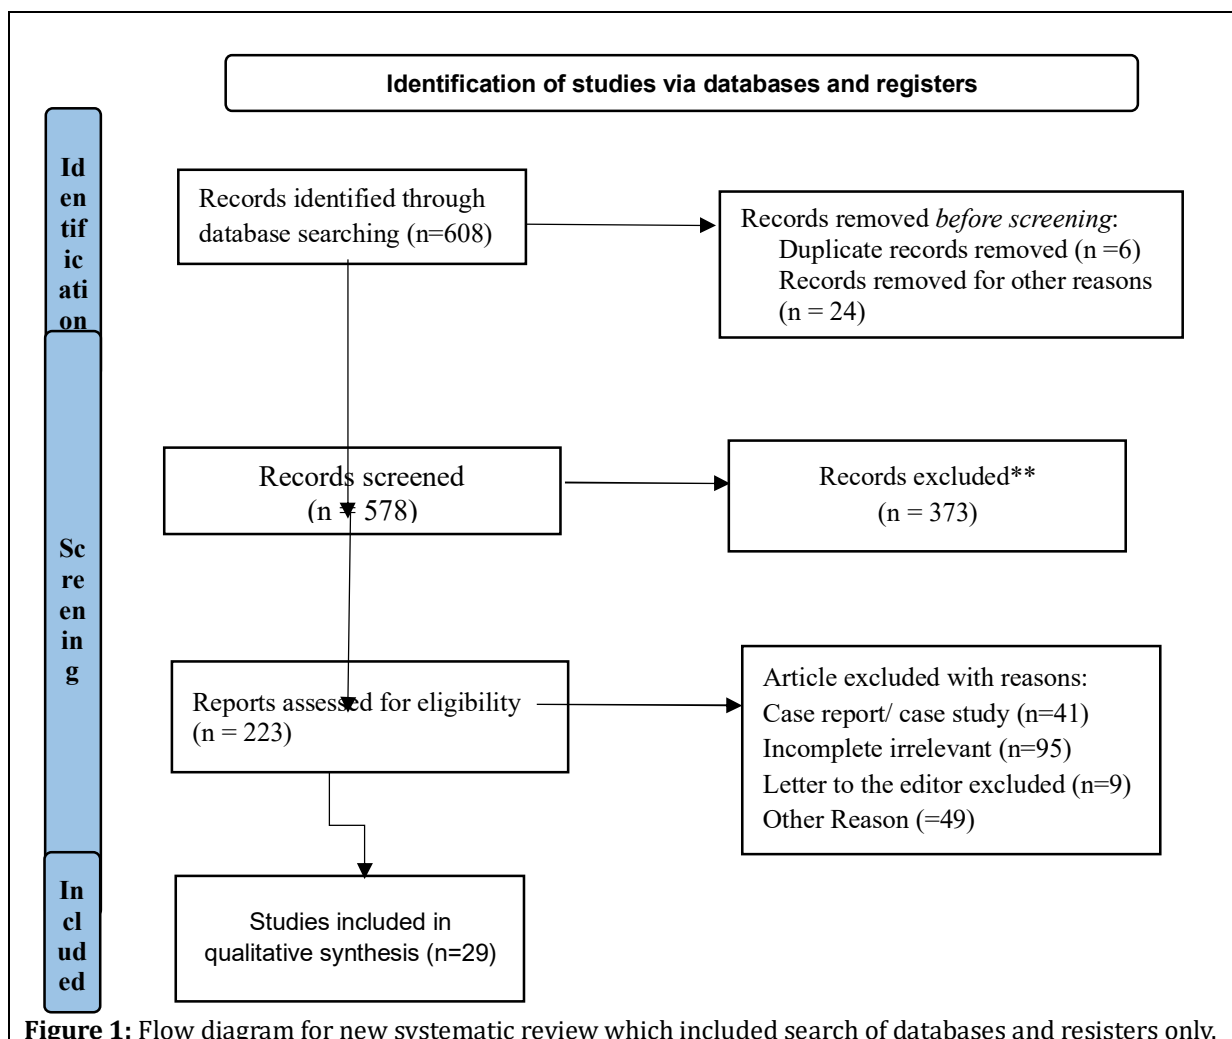 Identification of studies via databases and registers
Id
en
tif
ic
ati
on
Records identified through
database searching (n=608)
Records removed before screening:
Duplicate records removed (n =6)
Records removed for other reasons
(n = 24)
Sc
re
en
in
g
Records screened
(n = 578)
Records excluded**
(n = 373)
Reports assessed for eligibility
(n = 223)
Article excluded with reasons:
Case report/ case study (n=41)
Incomplete irrelevant (n=95)
Letter to the editor excluded (n=9)
Other Reason (=49)
In
cl
ud
ed
Studies included in
qualitative synthesis (n=29)
Figure 1: Flow diagram for new systematic review which included search of databases and resisters only.